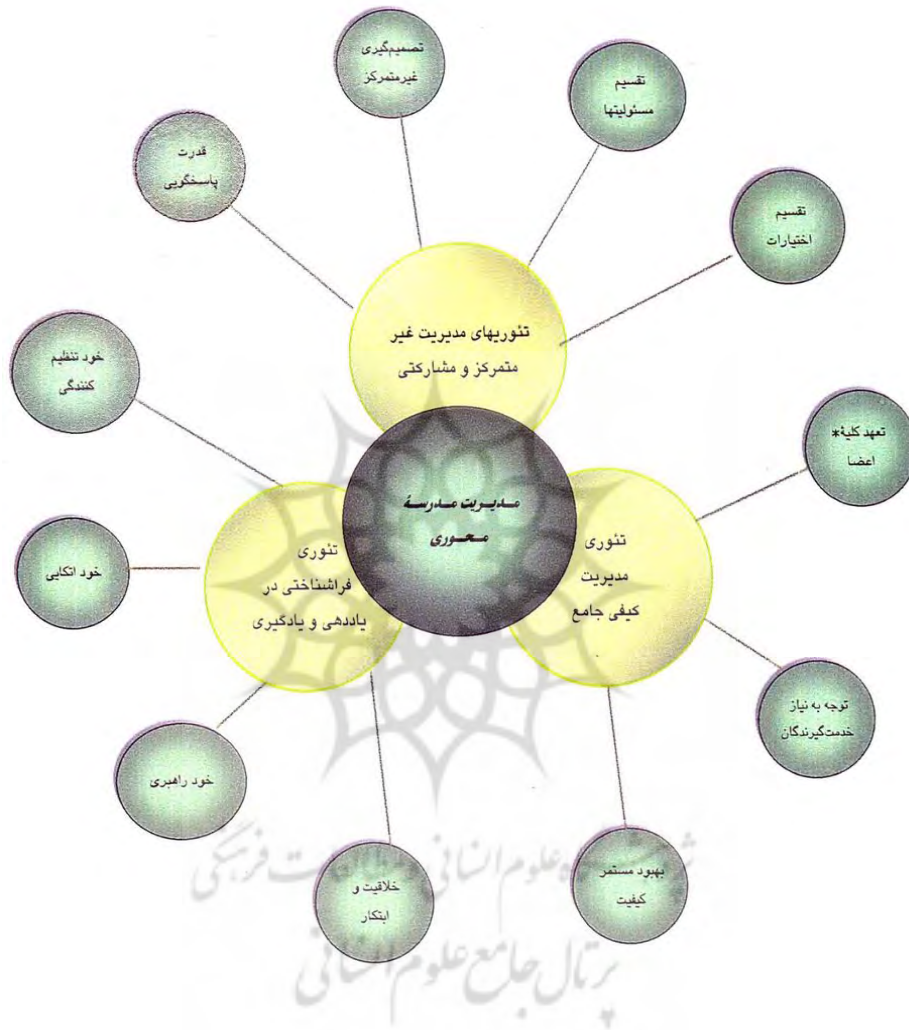 تصمیم‌گیری
غیرمتمرکز
تقسیم
مسئولیتها
قدرت
پاسخگویی
تقسیم
اختیارات
تئوریهای مدیریت غیر
متمرکز و مشارکتی
خود تنظیم
کنندگی
تعهد کلیهٔ*
اعضا
مدیریت مدرسهٔ
محوری
تئوری
مدیریت
کیفی جامع
تئوری
فراشناختی در
یاددهی و یادگیری
خود اتکایی
توجه به نیاز
خدمت‌گیرندگان
خود راهبری
بهبود مستمر
کیفیت
خلاقیت و
ابتکار
علوم انسانی و فرهنگی
پرتال جامع علوم انسانی